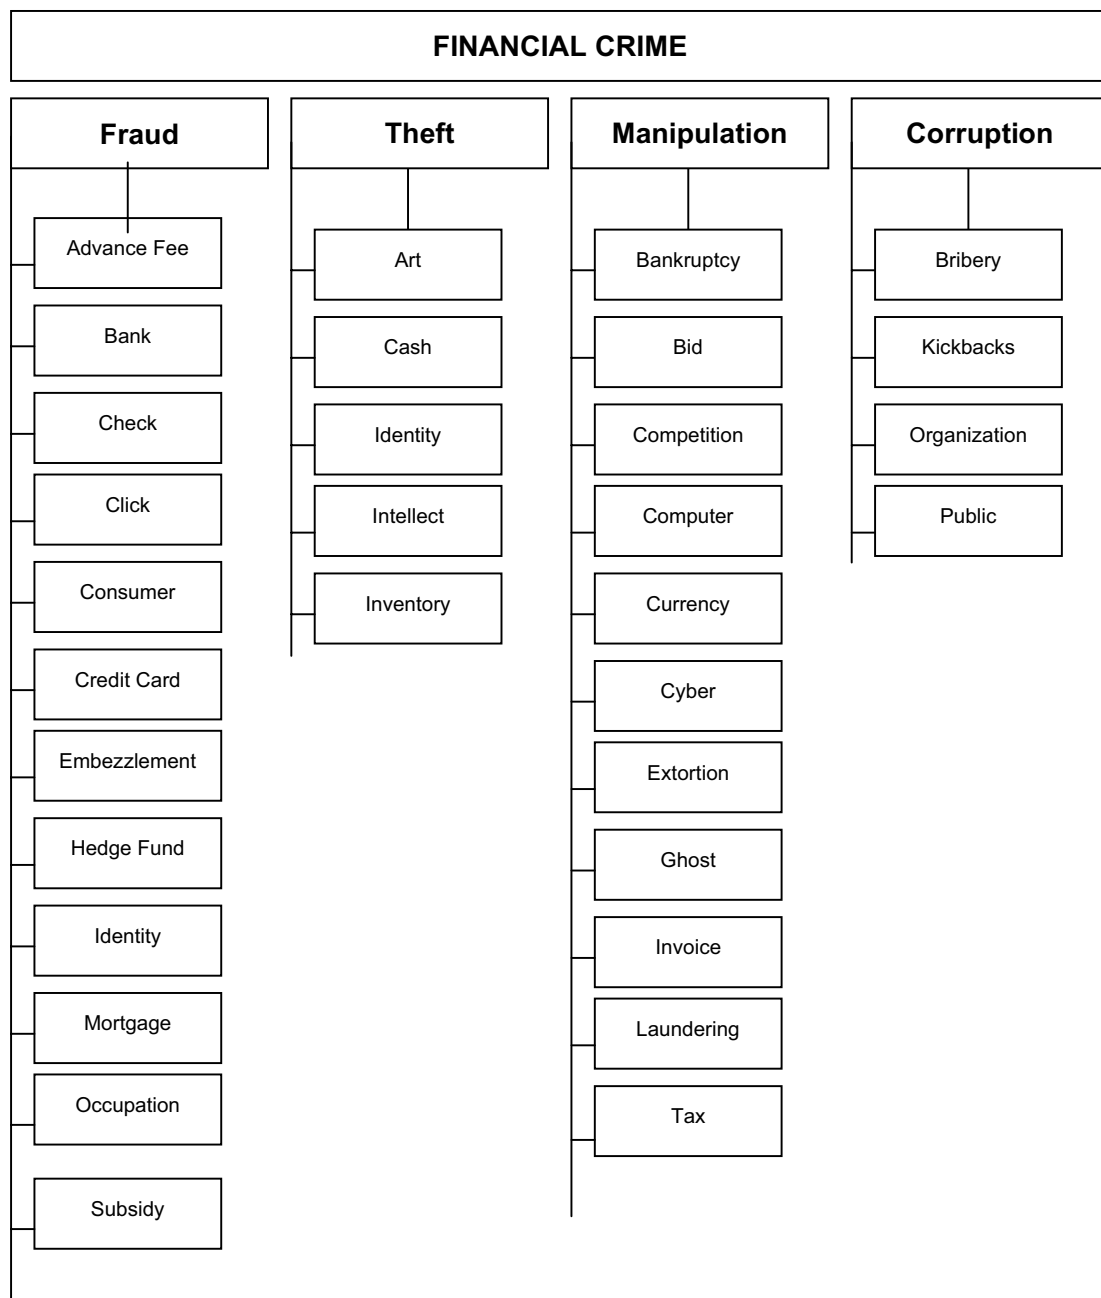 FINANCIAL CRIME
Fraud
Advance Fee
Bank
Check
Click
Consumer
Credit Card
Embezzlement
Hedge Fund
Identity
Mortgage
Occupation
Subsidy
Theft
Art
Cash
Identity
Intellect
Inventory
Manipulation
Bankruptcy
Bid
Competition
Computer
Currency
Cyber
Extortion
Ghost
Invoice
Laundering
Tax
Corruption
Bribery
Kickbacks
Organization
Public